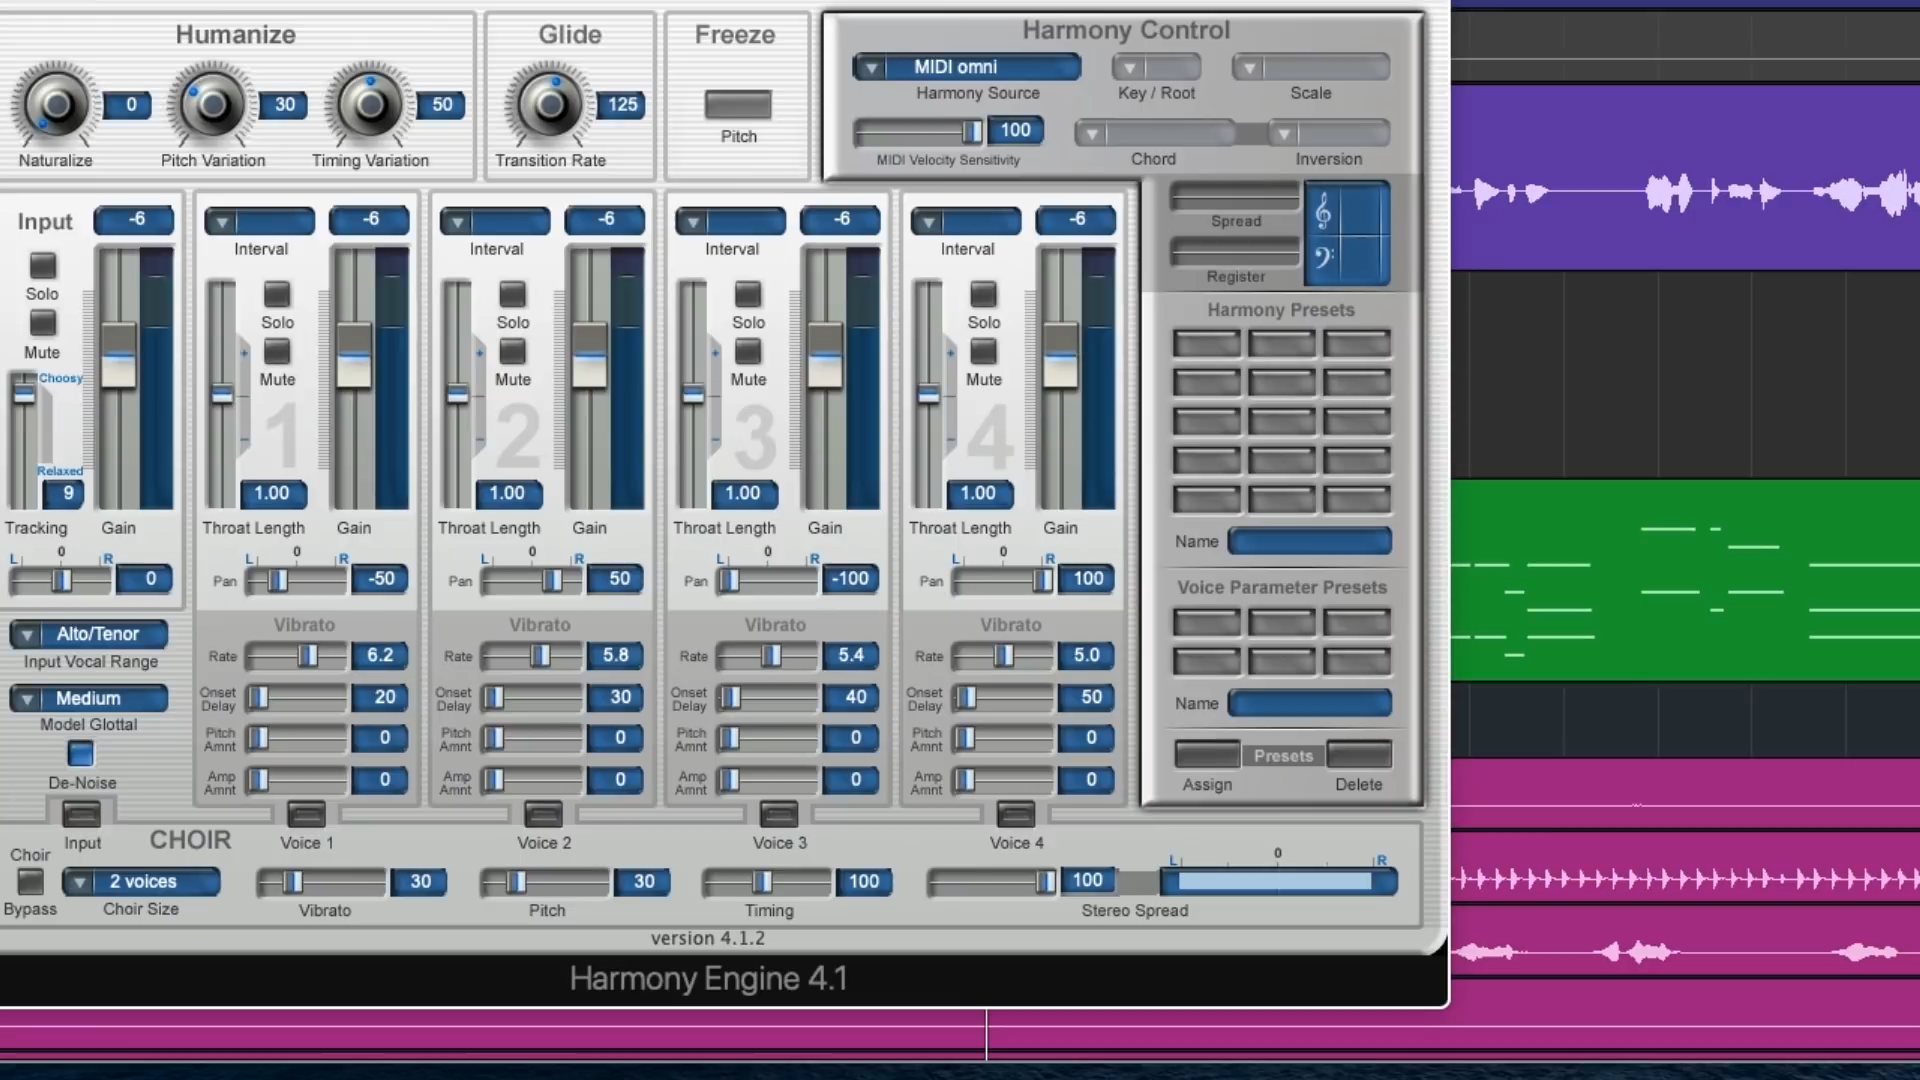 Humanize
Glide
Freeze
Harmony Control
MIDI omni
Harmony Source
Key / Root
Scale
0
30
50
125
Naturalize
Pitch Variation
Timing Variation
Transition Rate
Pitch
100
MIDI Velocity Sensitivity
Chord
Inversion
Input
-6
-6
-6
-6
-6
Interval
Interval
Interval
Interval
Spread
Register
Solo
Mute
Choosy
Relaxed
9
Solo
Mute
Solo
Mute
Solo
Mute
Solo
Mute
+
-
+
-
+
-
+
-
1
2
3
4
1.00
1.00
1.00
1.00
Tracking
Gain
Throat Length
Gain
Throat Length
Gain
Throat Length
Gain
Throat Length
Gain
L 0 R
0
L 0 R
Pan
-50
L 0 R
Pan
50
L 0 R
Pan
-100
L 0 R
Pan
100
Harmony Presets
Name
Voice Parameter Presets
Name
Presets
Assign
Delete
Alto/Tenor
Input Vocal Range
Medium
Model Glottal
De-Noise
Vibrato
Rate
6.2
Onset
Delay
20
Pitch
Amnt
0
Amp
Amnt
0
Vibrato
Rate
5.8
Onset
Delay
30
Pitch
Amnt
0
Amp
Amnt
0
Vibrato
Rate
5.4
Onset
Delay
40
Pitch
Amnt
0
Amp
Amnt
0
Vibrato
Rate
5.0
Onset
Delay
50
Pitch
Amnt
0
Amp
Amnt
0
Input
CHOIR
Voice 1
Voice 2
Voice 3
Voice 4
Choir
Bypass
2 voices
Choir Size
30
Vibrato
30
Pitch
100
Timing
100
L 0 R
Stereo Spread
version 4.1.2
Harmony Engine 4.1